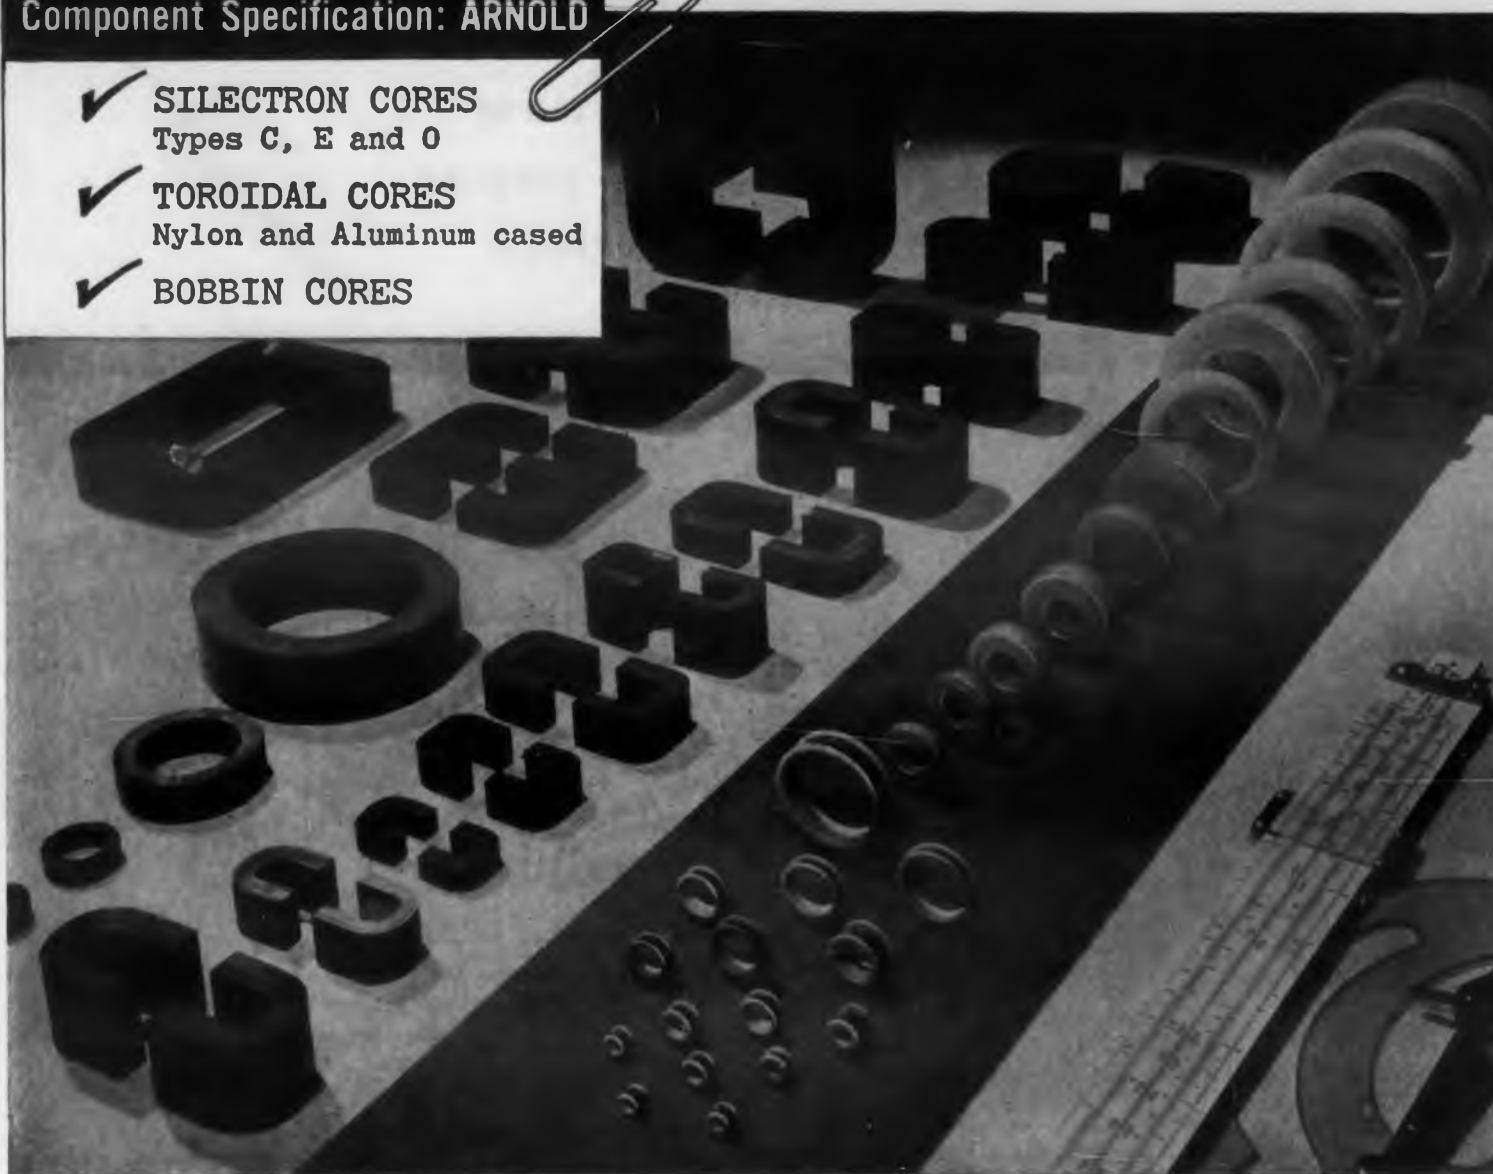 Component Specification: ARNOLD
SILECTRON CORES
Types C, E and O
TOROIDAL CORES
Nylon and Aluminum cased
BOBBIN CORES